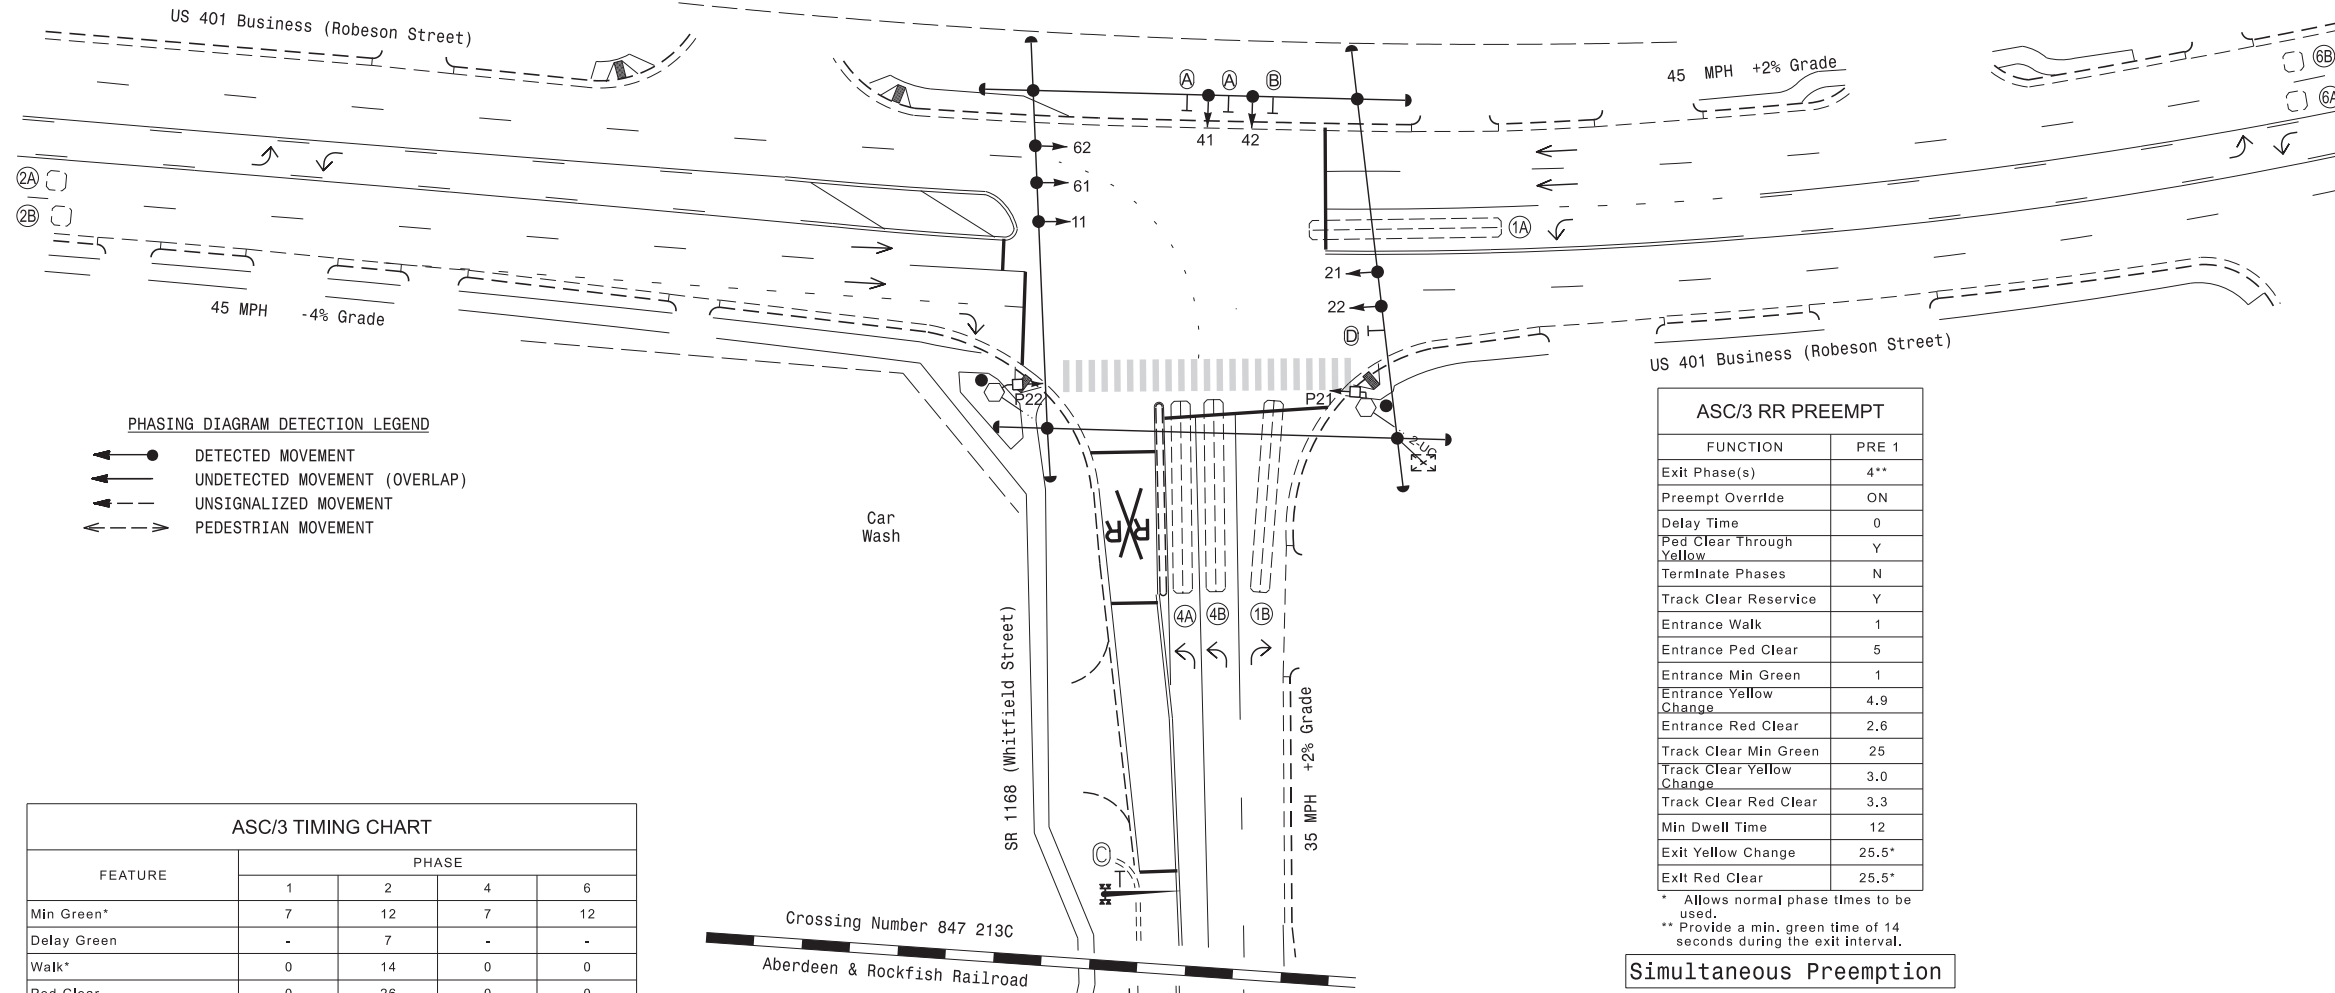 US 401 Business (Robeson Street)
45 MPH +2% Grade
6B
6A
A
A
B
41
42
62
61
11
2A
2B
1A
21
22
D
45 MPH -4% Grade
US 401 Business (Robeson Street)
P22
P21
2-UG
PHASING DIAGRAM DETECTION LEGEND
DETECTED MOVEMENT
UNDETECTED MOVEMENT (OVERLAP)
UNSIGNALIZED MOVEMENT
PEDESTRIAN MOVEMENT
Car
Wash
R R
4A
4B
1B
SR 1168 (Whitfield Street)
35 MPH +2% Grade
C
Crossing Number 847 213C
Aberdeen & Rockfish Railroad
ASC/3 TIMING CHART
FEATURE
PHASE
1 2 4 6
Min Green* 7 12 7 12
Delay Green - 7 - -
Walk* 0 14 0 0
Ped Clear 0 26 0 0
ASC/3 RR PREEMPT
FUNCTION PRE 1
Exit Phase(s) 4**
Preempt Override ON
Delay Time 0
Ped Clear Through
Yellow Y
Terminate Phases N
Track Clear Reservice Y
Entrance Walk 1
Entrance Ped Clear 5
Entrance Min Green 1
Entrance Yellow
Change 4.9
Entrance Red Clear 2.6
Track Clear Min Green 25
Track Clear Yellow
Change 3.0
Track Clear Red Clear 3.3
Min Dwell Time 12
Exit Yellow Change 25.5*
Exit Red Clear 25.5*
* Allows normal phase times to be
used.
** Provide a min. green time of 14
seconds during the exit interval.
Simultaneous Preemption